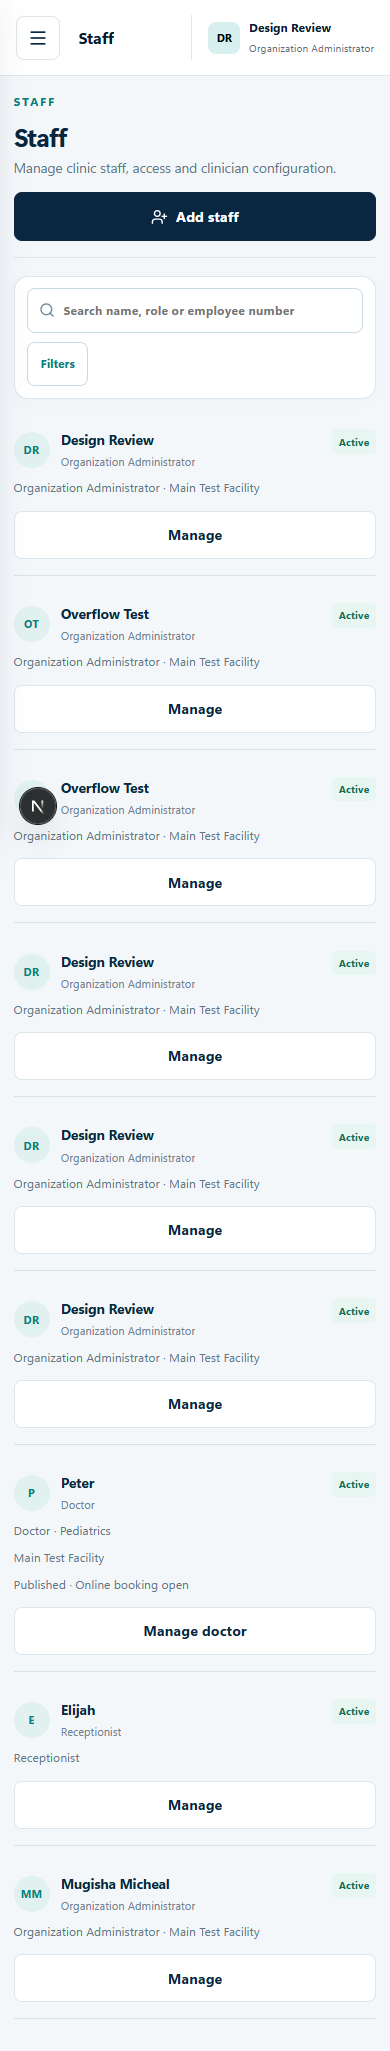 Staff
DR
Design Review
Organization Administrator
STAFF
Staff
Manage clinic staff, access and clinician configuration.
Add staff
Search name, role or employee number
Filters
DR
Design Review
Active
Organization Administrator
Organization Administrator · Main Test Facility
Manage
OT
Overflow Test
Active
Organization Administrator
Organization Administrator · Main Test Facility
Manage
Overflow Test
Active
N
Organization Administrator
Organization Administrator · Main Test Facility
Manage
DR
Design Review
Active
Organization Administrator
Organization Administrator · Main Test Facility
Manage
DR
Design Review
Active
Organization Administrator
Organization Administrator · Main Test Facility
Manage
DR
Design Review
Active
Organization Administrator
Organization Administrator · Main Test Facility
Manage
P
Peter
Active
Doctor
Doctor · Pediatrics
Main Test Facility
Published · Online booking open
Manage doctor
E
Elijah
Active
Receptionist
Receptionist
Manage
MM
Mugisha Micheal
Active
Organization Administrator
Organization Administrator · Main Test Facility
Manage